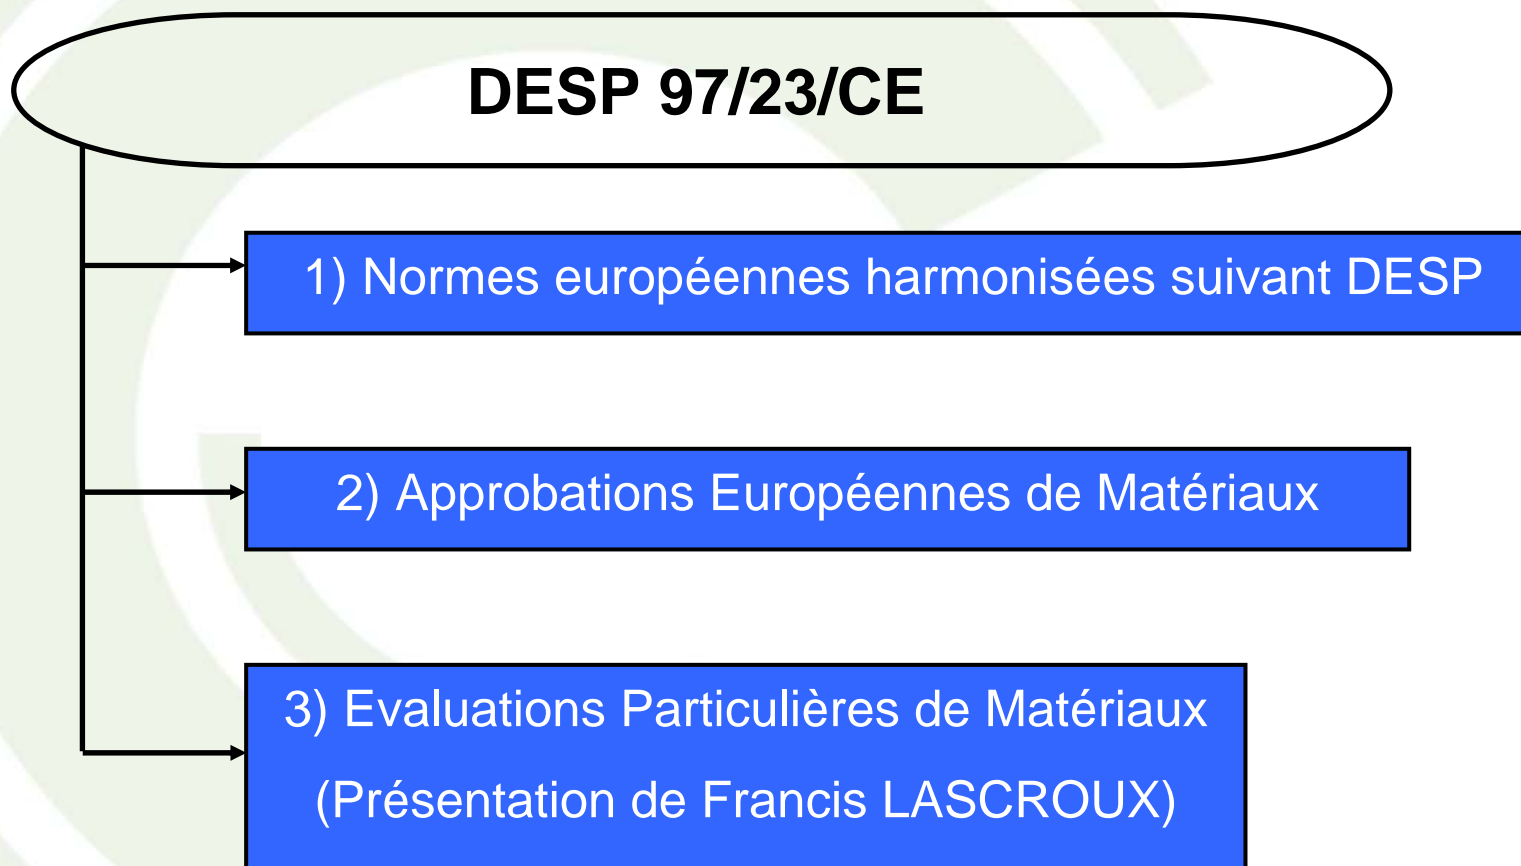 DESP 97/23/CE
1) Normes européennes harmonisées suivant DESP
2) Approbations Européennes de Matériaux
3) Evaluations Particulières de Matériaux
(Présentation de Francis LASCROUX)